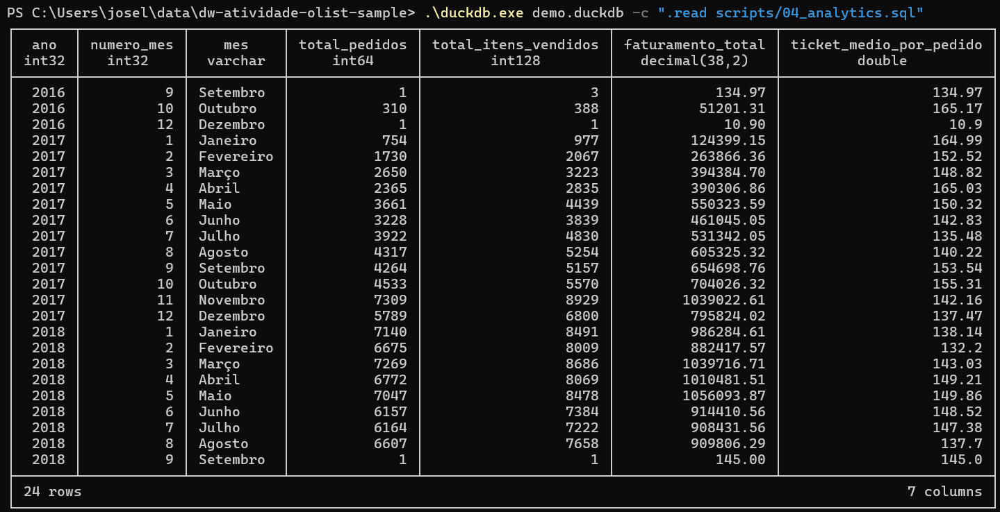 PS C:\Users\josel\data\dw-atividade-olist-sample> .\duckdb.exe demo.duckdb -c ".read scripts/04_analytics.sql"
ano numero_mes mes total_pedidos total_itens_vendidos faturamento_total ticket_medio_por_pedido
int32 int32 varchar int64 int128 decimal(38,2) double
2016 9 Setembro 1 3 134.97 134.97
2016 10 Outubro 310 388 51201.31 165.17
2016 12 Dezembro 1 1 10.90 10.9
2017 1 Janeiro 754 977 124399.15 164.99
2017 2 Fevereiro 1730 2067 263866.36 152.52
2017 3 Março 2650 3223 394384.70 148.82
2017 4 Abril 2365 2835 390306.86 165.03
2017 5 Maio 3661 4439 550323.59 150.32
2017 6 Junho 3228 3839 461045.05 142.83
2017 7 Julho 3922 4830 531342.05 135.48
2017 8 Agosto 4317 5254 605325.32 140.22
2017 9 Setembro 4264 5157 654698.76 153.54
2017 10 Outubro 4533 5570 704026.32 155.31
2017 11 Novembro 7309 8929 1039022.61 142.16
2017 12 Dezembro 5789 6800 795824.02 137.47
2018 1 Janeiro 7140 8491 986284.61 138.14
2018 2 Fevereiro 6675 8009 882417.57 132.2
2018 3 Março 7269 8686 1039716.71 143.03
2018 4 Abril 6772 8069 1010481.51 149.21
2018 5 Maio 7047 8478 1056093.87 149.86
2018 6 Junho 6157 7384 914410.56 148.52
2018 7 Julho 6164 7222 908431.56 147.38
2018 8 Agosto 6607 7658 909806.29 137.7
2018 9 Setembro 1 1 145.00 145.0
24 rows 7 columns